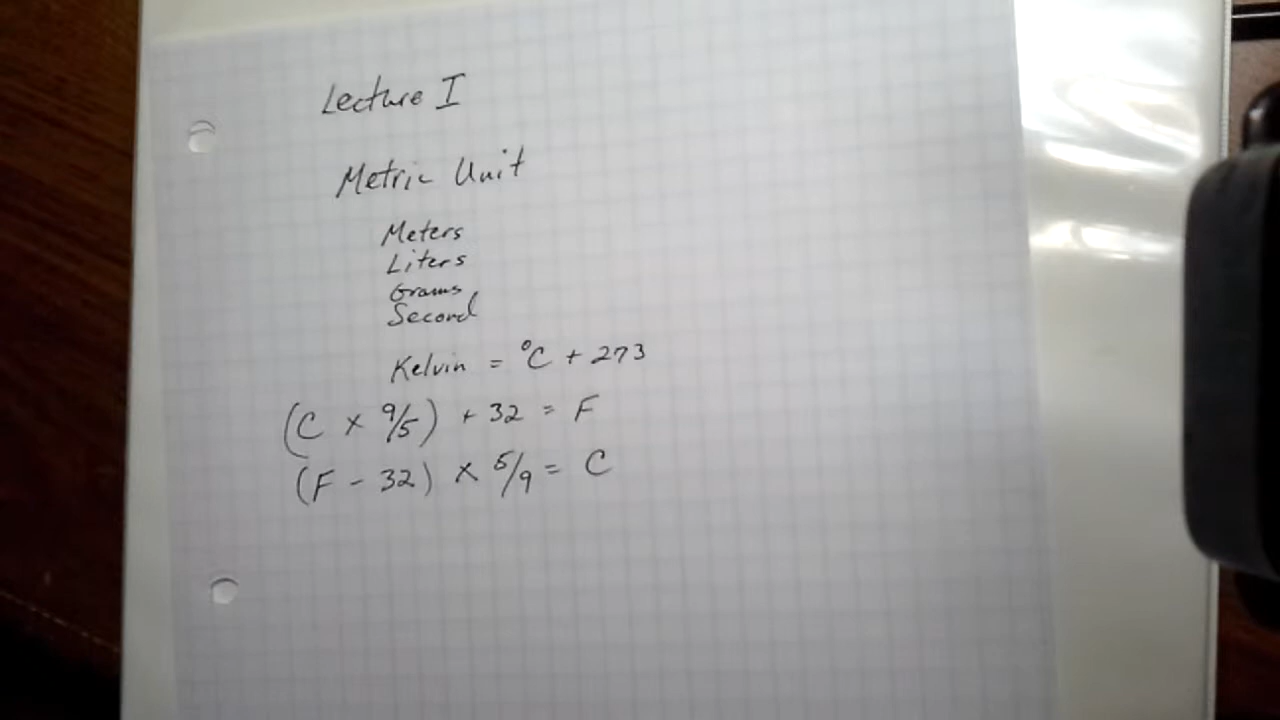 Lecture I
Metric Unit
Meters
Liters
Grams
Second
Kelvin = °C + 273
(C × 9/5) + 32 = F
(F - 32) × 5/9 = C